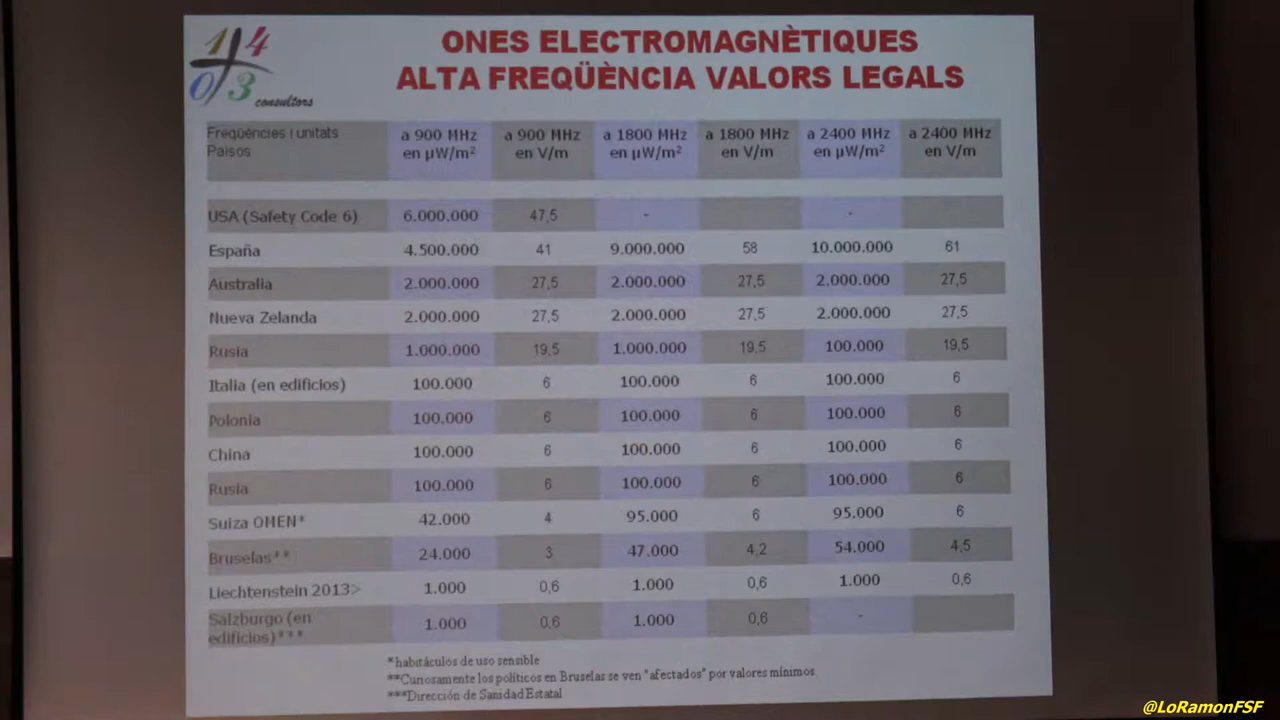 14
03
consultors
ONES ELECTROMAGNÈTIQUES
ALTA FREQÜÈNCIA VALORS LEGALS
Freqüències i unitats a 900 MHz a 900 MHz a 1800 MHz a 1800 MHz a 2400 MHz a 2400 MHz
Països en µW/m² en V/m en µW/m² en V/m en µW/m² en V/m
USA (Safety Code 6) 6.000.000 47,5 - -
España 4.500.000 41 9.000.000 58 10.000.000 61
Australia 2.000.000 27,5 2.000.000 27,5 2.000.000 27,5
Nueva Zelanda 2.000.000 27,5 2.000.000 27,5 2.000.000 27,5
Rusia 1.000.000 19,5 1.000.000 19,5 100.000 19,5
Italia (en edificios) 100.000 6 100.000 6 100.000 6
Polonia 100.000 6 100.000 6 100.000 6
China 100.000 6 100.000 6 100.000 6
Rusia 100.000 6 100.000 6 100.000 6
Suiza OMEN* 42.000 4 95.000 6 95.000 6
Bruselas** 24.000 3 47.000 4,2 54.000 4,5
Liechtenstein 2013> 1.000 0,6 1.000 0,6 1.000 0,6
Salzburgo (en
edificios)*** 1.000 0,6 1.000 0,6 -
*habitáculos de uso sensible
**Curiosamente los políticos en Bruselas se ven "afectados" por valores mínimos
***Dirección de Sanidad Estatal
@LoRamonFSF